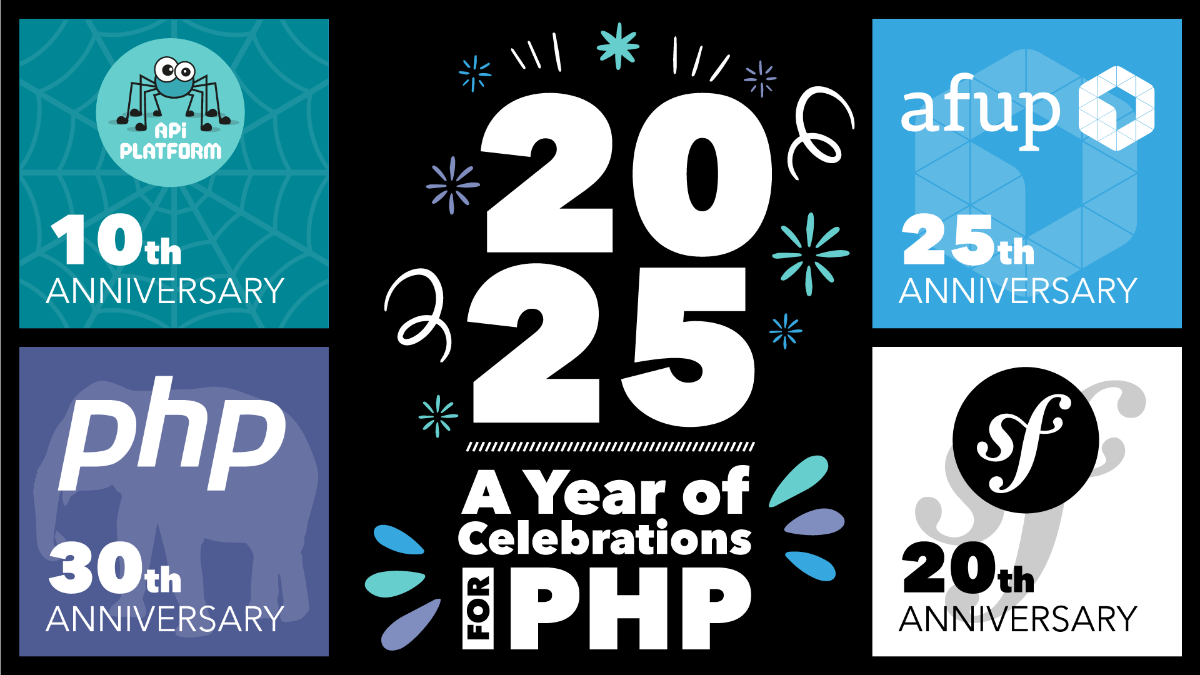 APi
PLATFORM
10th
ANNIVERSARY
php
30th
ANNIVERSARY
20
25
A Year of
Celebrations
FOR PHP
afup
25th
ANNIVERSARY
sf
20th
ANNIVERSARY